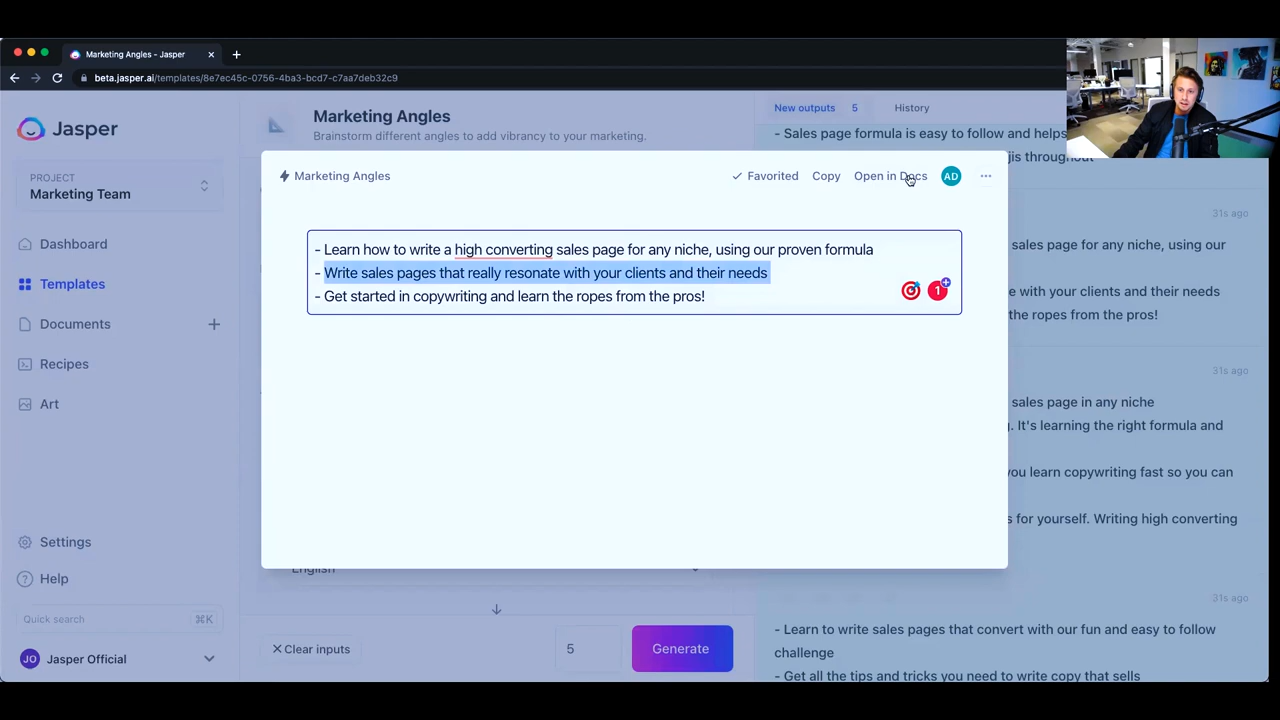 Marketing Angles - Jasper
beta.jasper.ai/templates/8e7ec45c-0756-4ba3-bcd7-c7aa7deb32c9
Jasper
PROJECT
Marketing Team
Dashboard
Templates
Documents
Recipes
Art
Settings
Help
Quick search ⌘K
JO Jasper Official
Marketing Angles
Brainstorm different angles to add vibrancy to your marketing.
Marketing Angles
Favorited Copy Open in Docs AD ...
- Learn how to write a high converting sales page for any niche, using our proven formula
- Write sales pages that really resonate with your clients and their needs
- Get started in copywriting and learn the ropes from the pros!
1
English
Clear inputs
5
Generate
New outputs 5 History
- Sales page formula is easy to follow and helps
throughout
31s ago
sales page for any niche, using our
with your clients and their needs
the ropes from the pros!
31s ago
sales page in any niche
It's learning the right formula and
you learn copywriting fast so you can
for yourself. Writing high converting
31s ago
- Learn to write sales pages that convert with our fun and easy to follow
challenge
- Get all the tips and tricks you need to write copy that sells